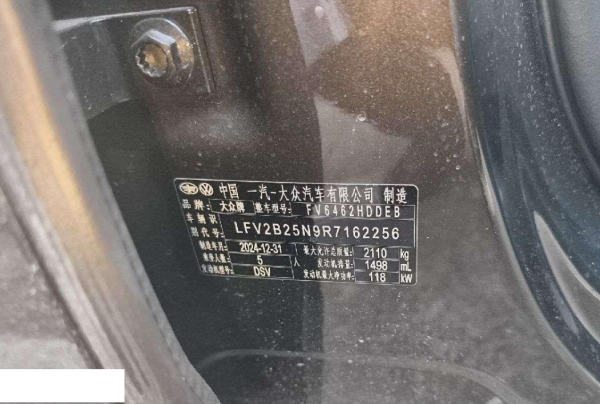 中国 一汽-大众汽车有限公司 制造
品牌: 大众牌 整车型号: FV6462HDDEB
车辆识别代号: LFV2B25N9R7162256
制造年月: 2024-12-31 最大允许总质量: 2110 kg
乘坐人数: 5 人 发动机排量: 1498 mL
发动机型号: DSV 发动机最大净功率: 118 kW